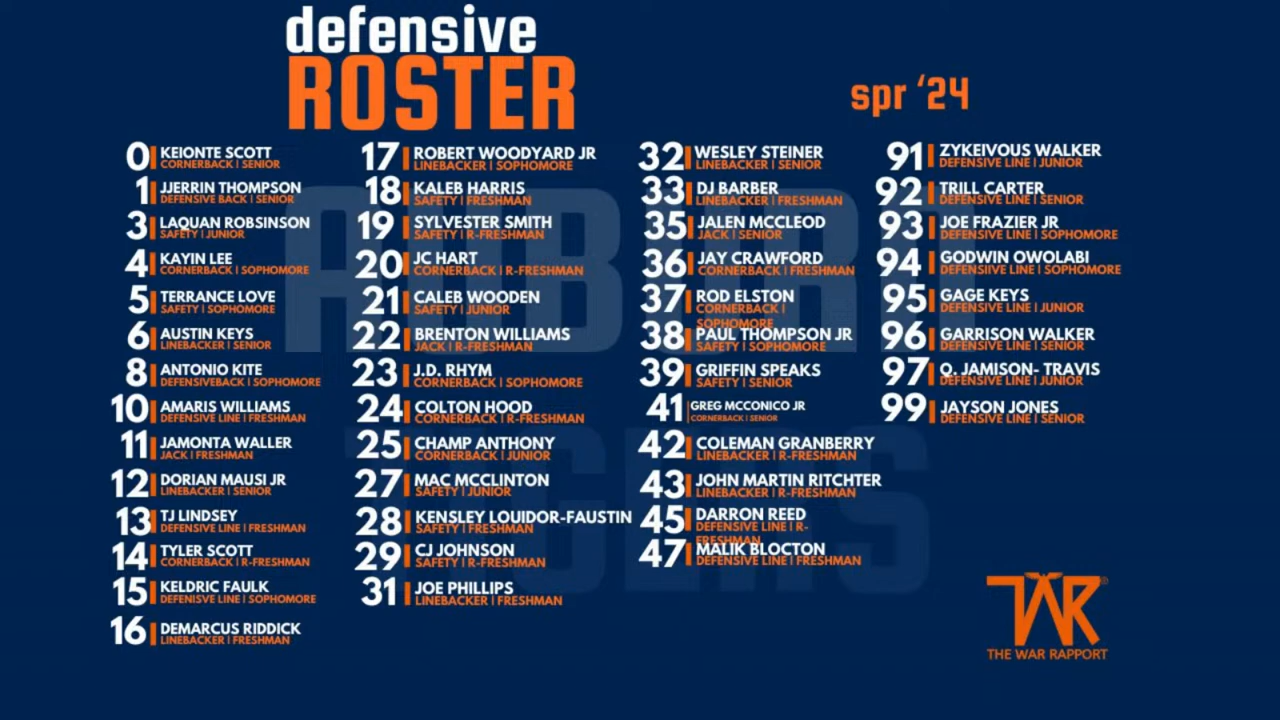 defensive
ROSTER
spr ‘24
0 KEIONTE SCOTT
CORNERBACK | SENIOR
1 JJERRIN THOMPSON
DEFENSIVE BACK | SENIOR
3 LAQUAN ROBSINSON
SAFETY | JUNIOR
4 KAYIN LEE
CORNERBACK | SOPHOMORE
5 TERRANCE LOVE
SAFETY | SOPHOMORE
6 AUSTIN KEYS
LINEBACKER | SENIOR
8 ANTONIO KITE
DEFENSIVEBACK | SOPHOMORE
10 AMARIS WILLIAMS
DEFENSIVE LINE | FRESHMAN
11 JAMONTA WALLER
JACK | FRESHMAN
12 DORIAN MAUSI JR
LINEBACKER | SENIOR
13 TJ LINDSEY
DEFENSIVE LINE | FRESHMAN
14 TYLER SCOTT
CORNERBACK | R-FRESHMAN
15 KELDRIC FAULK
DEFENISVE LINE | SOPHOMORE
16 DEMARCUS RIDDICK
LINEBACKER | FRESHMAN
17 ROBERT WOODYARD JR
LINEBACKER | SOPHOMORE
18 KALEB HARRIS
SAFETY | FRESHMAN
19 SYLVESTER SMITH
SAFETY | R-FRESHMAN
20 JC HART
CORNERBACK | R-FRESHMAN
21 CALEB WOODEN
SAFETY | JUNIOR
22 BRENTON WILLIAMS
JACK | R-FRESHMAN
23 J.D. RHYM
CORNERBACK | SOPHOMORE
24 COLTON HOOD
CORNERBACK | R-FRESHMAN
25 CHAMP ANTHONY
CORNERBACK | JUNIOR
27 MAC MCCLINTON
SAFETY | JUNIOR
28 KENSLEY LOUIDOR-FAUSTIN
SAFETY | FRESHMAN
29 CJ JOHNSON
SAFETY | R-FRESHMAN
31 JOE PHILLIPS
LINEBACKER | FRESHMAN
32 WESLEY STEINER
LINEBACKER | SENIOR
33 DJ BARBER
LINEBACKER | FRESHMAN
35 JALEN MCCLEOD
JACK | SENIOR
36 JAY CRAWFORD
CORNERBACK | FRESHMAN
37 ROD ELSTON
CORNERBACK |
SOPHOMORE
38 PAUL THOMPSON JR
SAFETY | SOPHOMORE
39 GRIFFIN SPEAKS
SAFETY | SENIOR
41 GREG MCCONICO JR
CORNERBACK | SENIOR
42 COLEMAN GRANBERRY
LINEBACKER | R-FRESHMAN
43 JOHN MARTIN RITCHTER
LINEBACKER | R-FRESHMAN
45 DARRON REED
DEFENSIVE LINE | R-
FRESHMAN
47 MALIK BLOCTON
DEFENSIVE LINE | FRESHMAN
91 ZYKEIVOUS WALKER
DEFENSIVE LINE | JUNIOR
92 TRILL CARTER
DEFENSIVE LINE | SENIOR
93 JOE FRAZIER JR
DEFENSIVE LINE | SOPHOMORE
94 GODWIN OWOLABI
DEFENSIIVE LINE | SOPHOMORE
95 GAGE KEYS
DEFENSIVE LINE | JUNIOR
96 GARRISON WALKER
DEFENSIVE LINE | SENIOR
97 Q. JAMISON- TRAVIS
DEFENSIVE LINE | JUNIOR
99 JAYSON JONES
DEFENSIVE LINE | SENIOR
AUBURN
TIGERS
WAR®
THE WAR RAPPORT